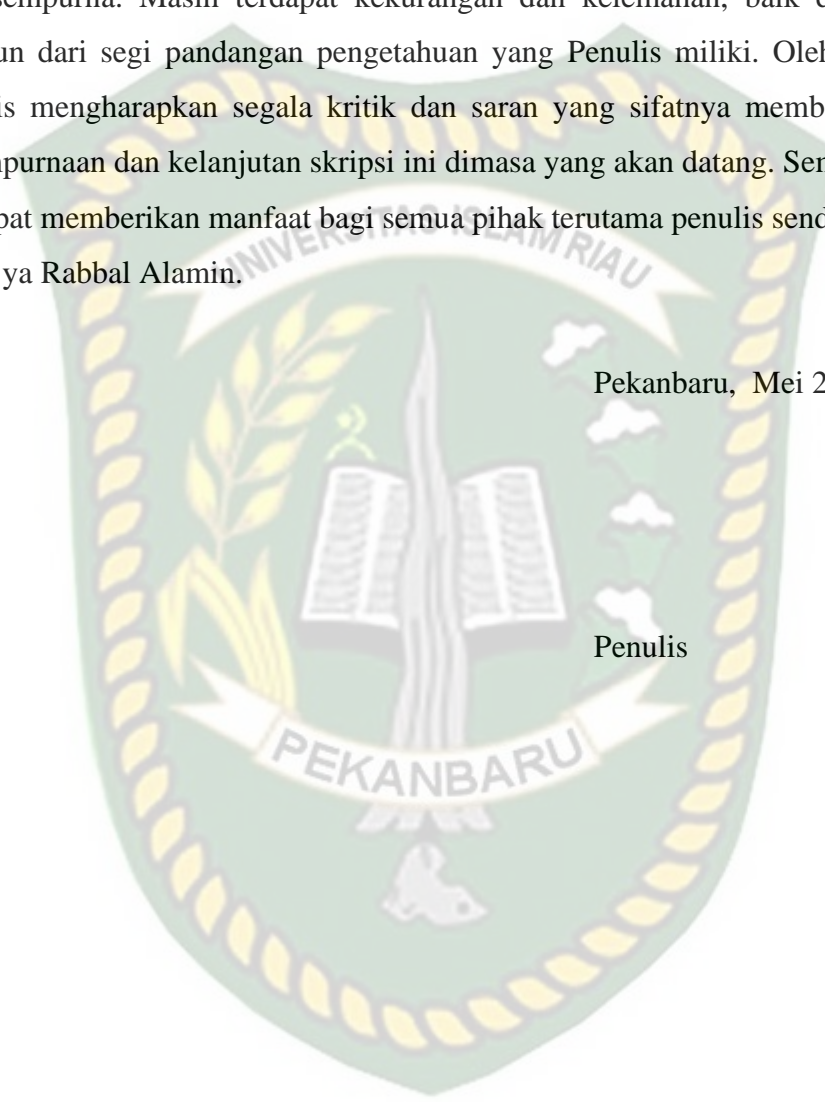 sempurna. Masih terdapat kekurangan dan kelemahan, baik
un dari segi pandangan pengetahuan yang Penulis miliki. Oleh
is mengharapkan segala kritik dan saran yang sifatnya memb
npurnaan dan kelanjutan skripsi ini dimasa yang akan datang. Sen
pat memberikan manfaat bagi semua pihak terutama penulis send
ya Rabbal Alamin.
UNIVERSITAS ISLAM RIAU
Pekanbaru, Mei 2
Penulis
PEKANBARU